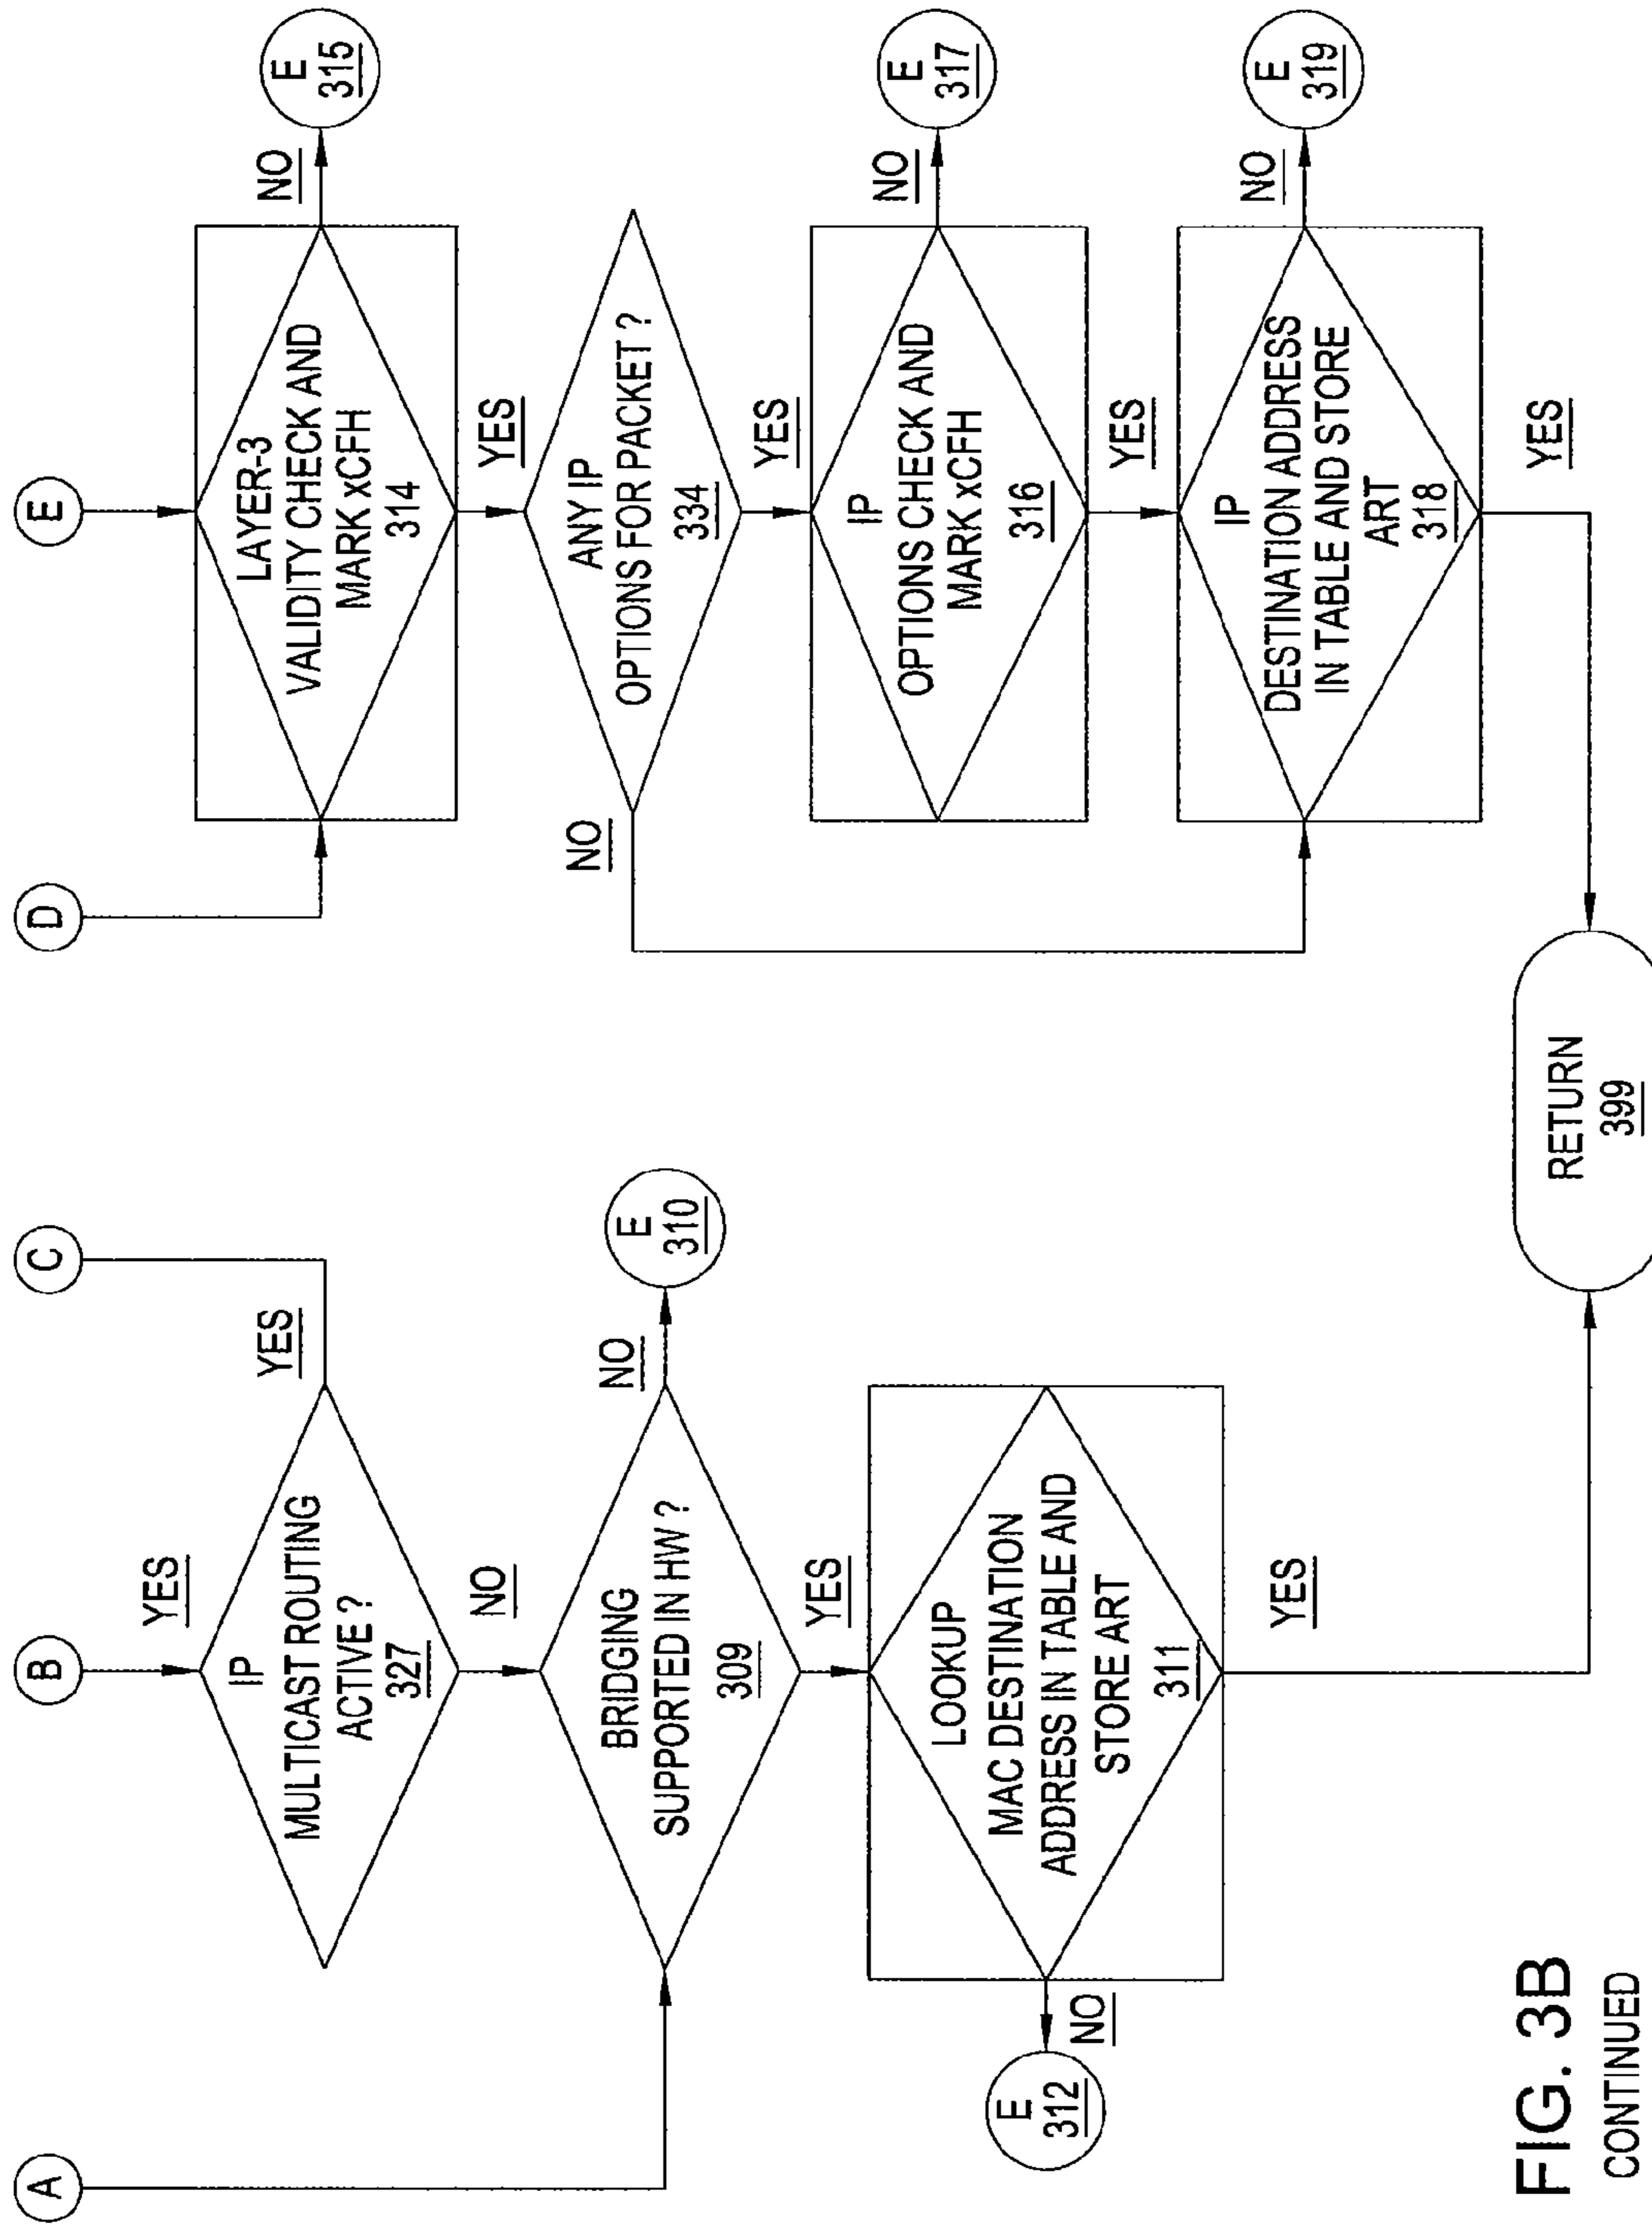 A
B
C
D
E
YES
IP
MULTICAST ROUTING
ACTIVE ?
327
YES
NO
BRIDGING
SUPPORTED IN HW ?
309
NO
E
310
YES
LOOKUP
MAC DESTINATION
ADDRESS IN TABLE AND
STORE ART
311
NO
E
312
YES
LAYER-3
VALIDITY CHECK AND
MARK xCFH
314
NO
E
315
YES
ANY IP
OPTIONS FOR PACKET ?
334
NO
YES
IP
OPTIONS CHECK AND
MARK xCFH
316
NO
E
317
YES
IP
DESTINATION ADDRESS
IN TABLE AND STORE
ART
318
NO
E
319
YES
RETURN
399
FIG. 3B
CONTINUED